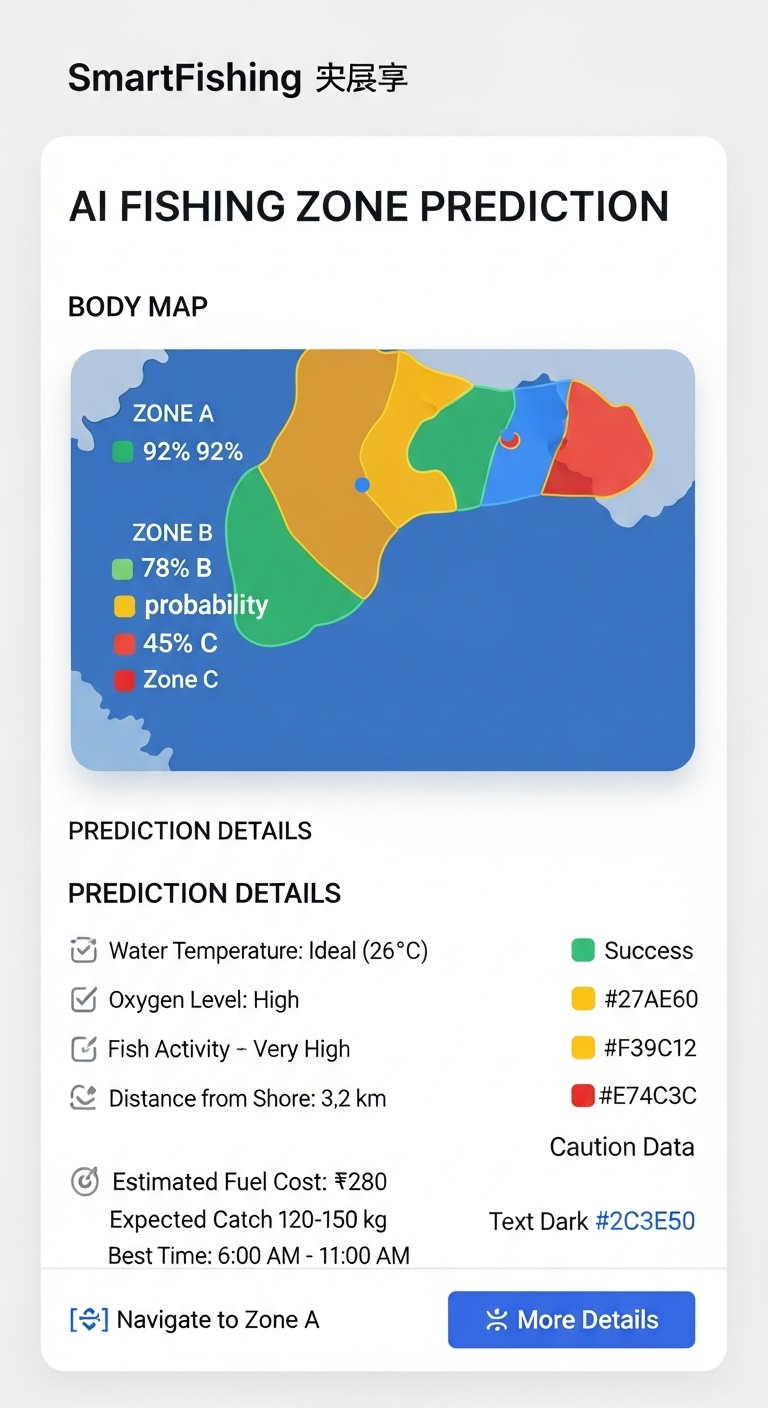 SmartFishing 実展享
AI FISHING ZONE PREDICTION
BODY MAP
ZONE A
92% 92%
ZONE B
78% B
probability
45% C
Zone C
PREDICTION DETAILS
PREDICTION DETAILS
Water Temperature: Ideal (26°C)
Success
Oxygen Level: High
#27AE60
Fish Activity - Very High
#F39C12
Distance from Shore: 3,2 km
#E74C3C
Caution Data
Estimated Fuel Cost: ₹280
Expected Catch 120-150 kg
Text Dark #2C3E50
Best Time: 6:00 AM - 11:00 AM
Navigate to Zone A
More Details